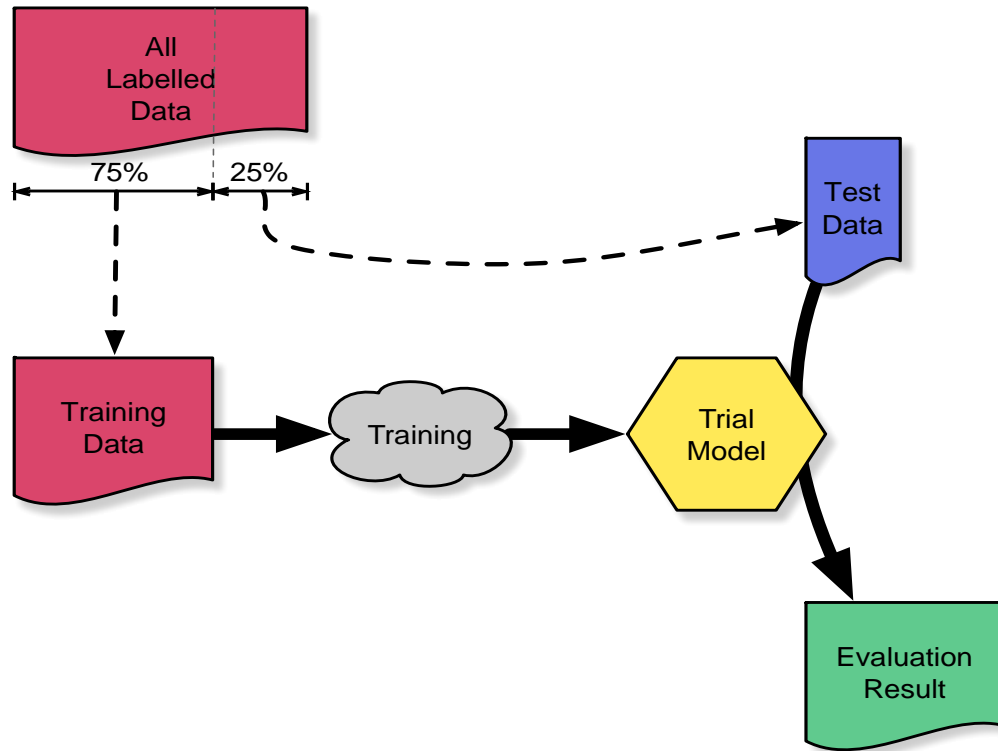 All
Labelled
Data
75%
25%
Test
Data
Training
Data
Training
Trial
Model
Evaluation
Result